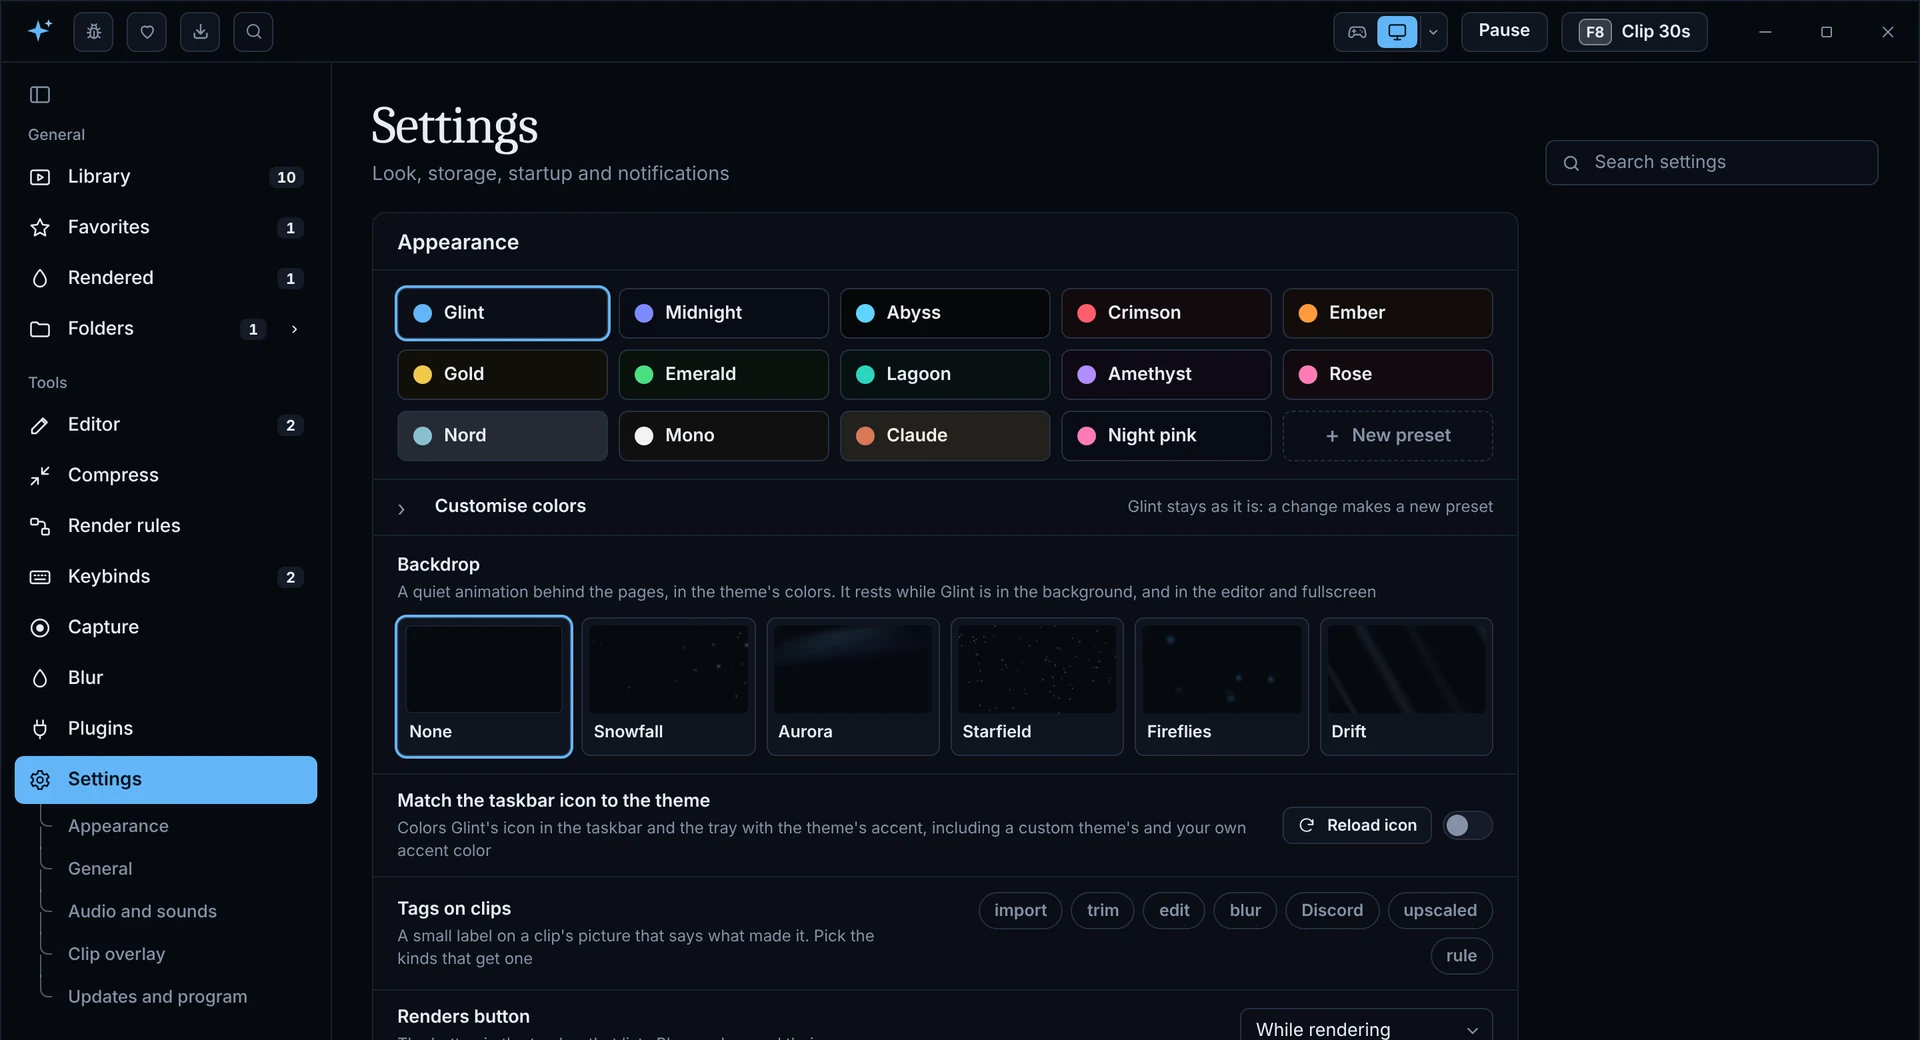 Pause
F8 Clip 30s
General
Library 10
Favorites 1
Rendered 1
Folders 1
Tools
Editor 2
Compress
Render rules
Keybinds 2
Capture
Blur
Plugins
Settings
Appearance
General
Audio and sounds
Clip overlay
Updates and program
Settings
Look, storage, startup and notifications
Search settings
Appearance
Glint
Midnight
Abyss
Crimson
Ember
Gold
Emerald
Lagoon
Amethyst
Rose
Nord
Mono
Claude
Night pink
+ New preset
Customise colors
Glint stays as it is: a change makes a new preset
Backdrop
A quiet animation behind the pages, in the theme's colors. It rests while Glint is in the background, and in the editor and fullscreen
None
Snowfall
Aurora
Starfield
Fireflies
Drift
Match the taskbar icon to the theme
Colors Glint's icon in the taskbar and the tray with the theme's accent, including a custom theme's and your own
accent color
Reload icon
Tags on clips
A small label on a clip's picture that says what made it. Pick the
kinds that get one
import
trim
edit
blur
Discord
upscaled
rule
Renders button
While rendering